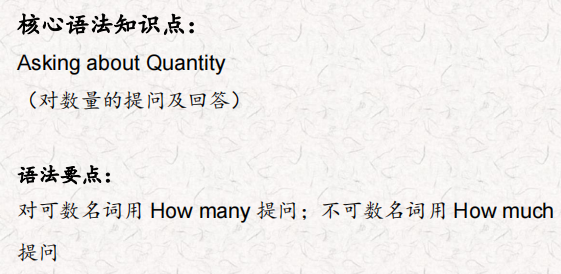 核心语法知识点：
Asking about Quantity
（对数量的提问及回答）
语法要点：
对可数名词用 How many 提问；不可数名词用 How much
提问